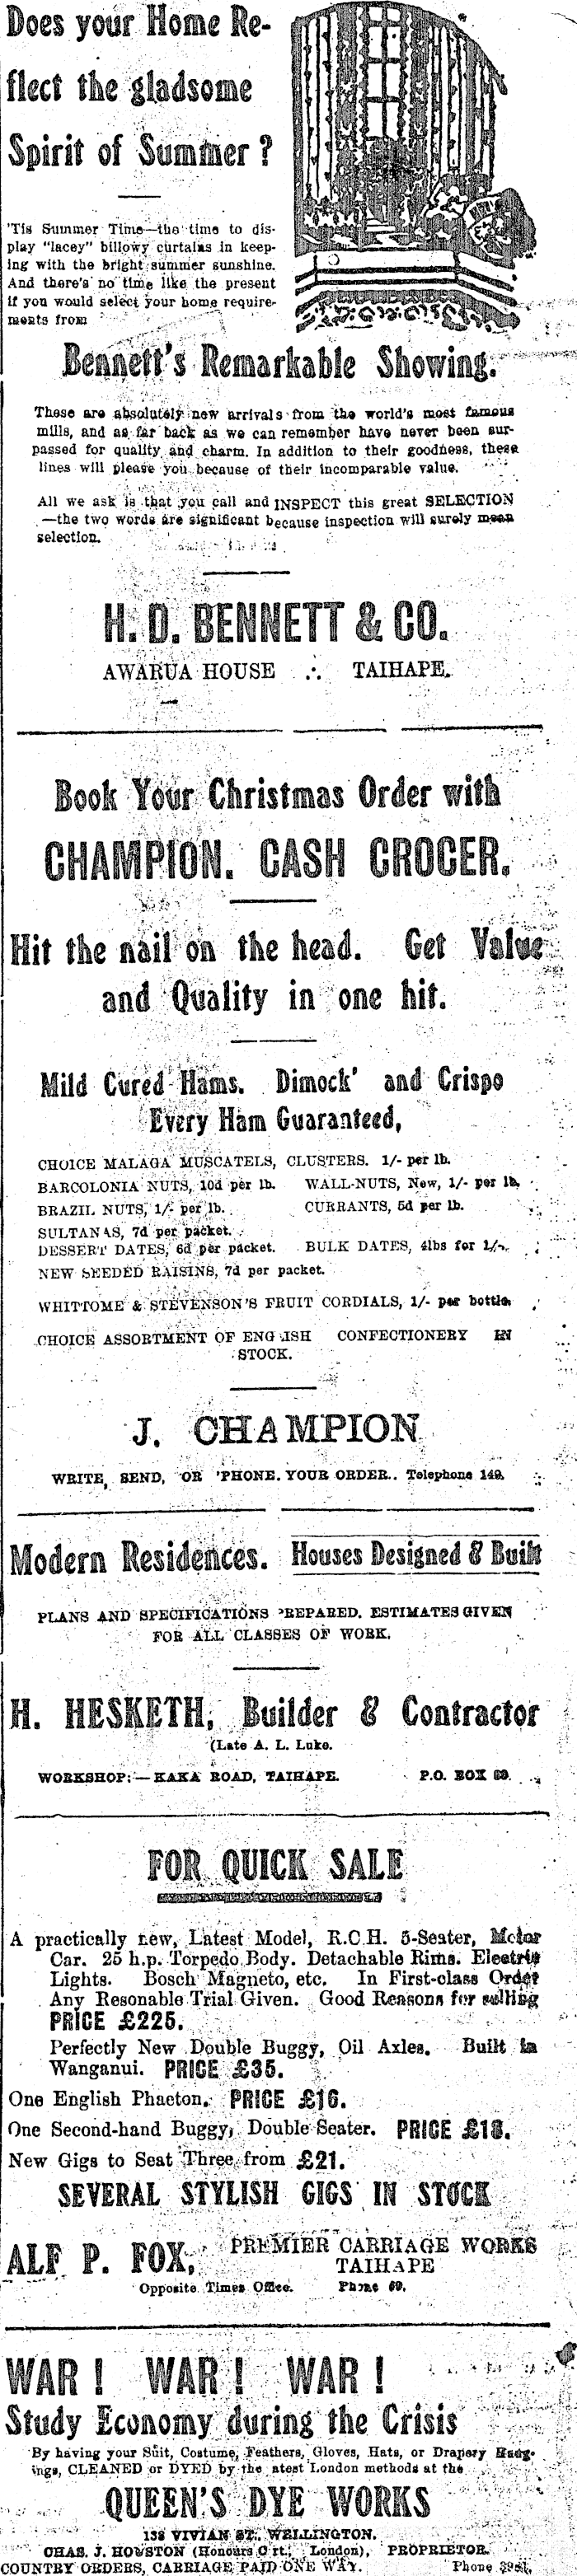 Does your Home Re-
flect the gladsome
Spirit of Summer ?
'Tis Summer Time—the time to dis-
play "lacey" billowy curtains in keep-
ing with the bright summer sunshine.
And there's no time like the present
if you would select your home require-
ments from
Bennett's Remarkable Showing.
These are absolutely new arrivals from the world's most famous
mills, and as far back as we can remember have never been sur-
passed for quality and charm. In addition to their goodness, these
lines will please you because of their incomparable value.
All we ask is that you call and INSPECT this great SELECTION
—the two words are significant because inspection will surely mean
selection.
H. D. BENNETT & CO.
AWARUA HOUSE ∴ TAIHAPE.
Book Your Christmas Order with
CHAMPION. CASH GROCER.
Hit the nail on the head. Get Value
and Quality in one hit.
Mild Cured Hams. Dimock' and Crispo
Every Ham Guaranteed,
CHOICE MALAGA MUSCATELS, CLUSTERS. 1/- per lb.
BARCOLONIA NUTS, 10d per lb. WALL-NUTS, New, 1/- per lb.
BRAZIL NUTS, 1/- per lb. CURRANTS, 5d per lb.
SULTANAS, 7d per packet.
DESSERT DATES, 6d per packet. BULK DATES, 4lbs for 1/-.
NEW SEEDED RAISINS, 7d per packet.
WHITTOME & STEVENSON'S FRUIT CORDIALS, 1/- per bottle.
CHOICE ASSORTMENT OF ENG ISH CONFECTIONERY IN
STOCK.
J. CHAMPION
WRITE, SEND, OR 'PHONE. YOUR ORDER.. Telephone 149.
Modern Residences. Houses Designed & Built
PLANS AND SPECIFICATIONS PREPARED. ESTIMATES GIVEN
FOR ALL CLASSES OF WORK.
H. HESKETH, Builder & Contractor
(Late A. L. Luke.
WORKSHOP:—KAKA ROAD, TAIHAPE. P.O. BOX
FOR QUICK SALE
A practically new, Latest Model, R.C.H. 5-Seater, Motor
Car. 25 h.p. Torpedo Body. Detachable Rims. Electric
Lights. Bosch Magneto, etc. In First-class Order
Any Resonable Trial Given. Good Reasons for selling
PRICE £225.
Perfectly New Double Buggy, Oil Axles. Built in
Wanganui. PRICE £35.
One English Phaeton. PRICE £16.
One Second-hand Buggy, Double Seater. PRICE £18.
New Gigs to Seat Three from £21.
SEVERAL STYLISH GIGS IN STOCK
ALF P. FOX, PREMIER CARRIAGE WORKS
TAIHAPE
Opposite Times Office. Phone
WAR ! WAR ! WAR !
Study Economy during the Crisis
By having your Suit, Costume, Feathers, Gloves, Hats, or Drapery Hang-
ings, CLEANED or DYED by the atest London methods at the
QUEEN'S DYE WORKS
138 VIVIAN ST., WELLINGTON.
CHAS. J. HOUSTON (Honours C rt., London), PROPRIETOR.
COUNTRY ORDERS, CARRIAGE PAID ONE WAY. Phone